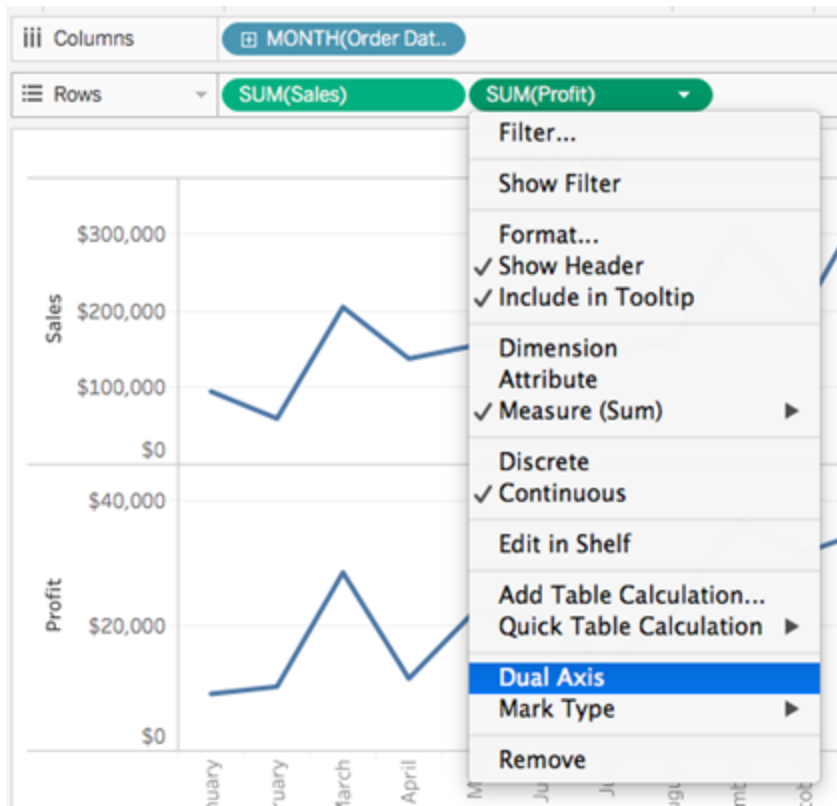 Columns
MONTH(Order Dat..
Rows
SUM(Sales)
SUM(Profit)
Filter...
Show Filter
Format...
Show Header
Include in Tooltip
Dimension
Attribute
Measure (Sum)
Discrete
Continuous
Edit in Shelf
Add Table Calculation...
Quick Table Calculation
Dual Axis
Mark Type
Remove
Sales
$300,000
$200,000
$100,000
$0
Profit
$40,000
$20,000
$0
nuary
ruary
March
April